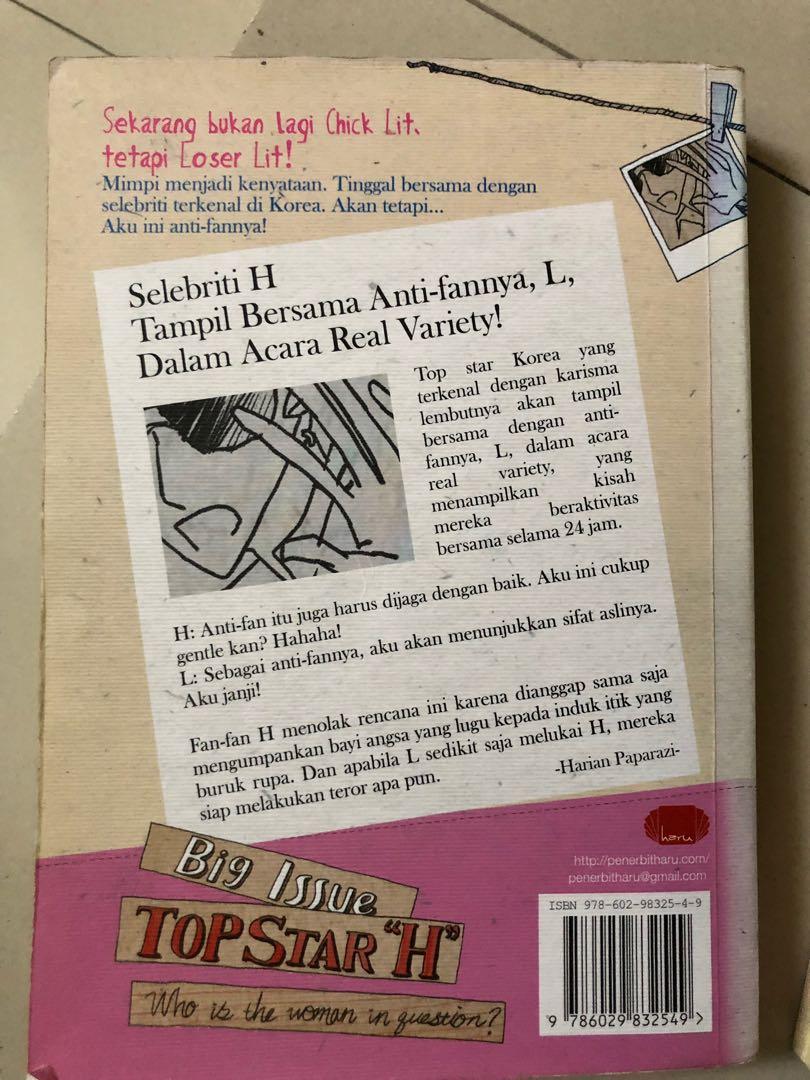 Sekarang bukan lagi Chick Lit,
tetapi Loser Lit!
Mimpi menjadi kenyataan. Tinggal bersama dengan
selebriti terkenal di Korea. Akan tetapi...
Aku ini anti-fannya!
Selebriti H
Tampil Bersama Anti-fannya, L,
Dalam Acara Real Variety!
Top star Korea yang
terkenal dengan karisma
lembutnya akan tampil
bersama dengan anti-
fannya, L, dalam acara
real variety, yang
menampilkan kisah
mereka beraktivitas
bersama selama 24 jam.
H: Anti-fan itu juga harus dijaga dengan baik. Aku ini cukup
gentle kan? Hahaha!
L: Sebagai anti-fannya, aku akan menunjukkan sifat aslinya.
Aku janji!
Fan-fan H menolak rencana ini karena dianggap sama saja
mengumpankan bayi angsa yang lugu kepada induk itik yang
buruk rupa. Dan apabila L sedikit saja melukai H, mereka
siap melakukan teror apa pun.
-Harian Paparazi-
haru
http://penerbitharu.com/
penerbitharu@gmail.com
Big Issue
TOP STAR "H"
Who is the woman in question?
ISBN 978-602-98325-4-9
9 786029 832549 >